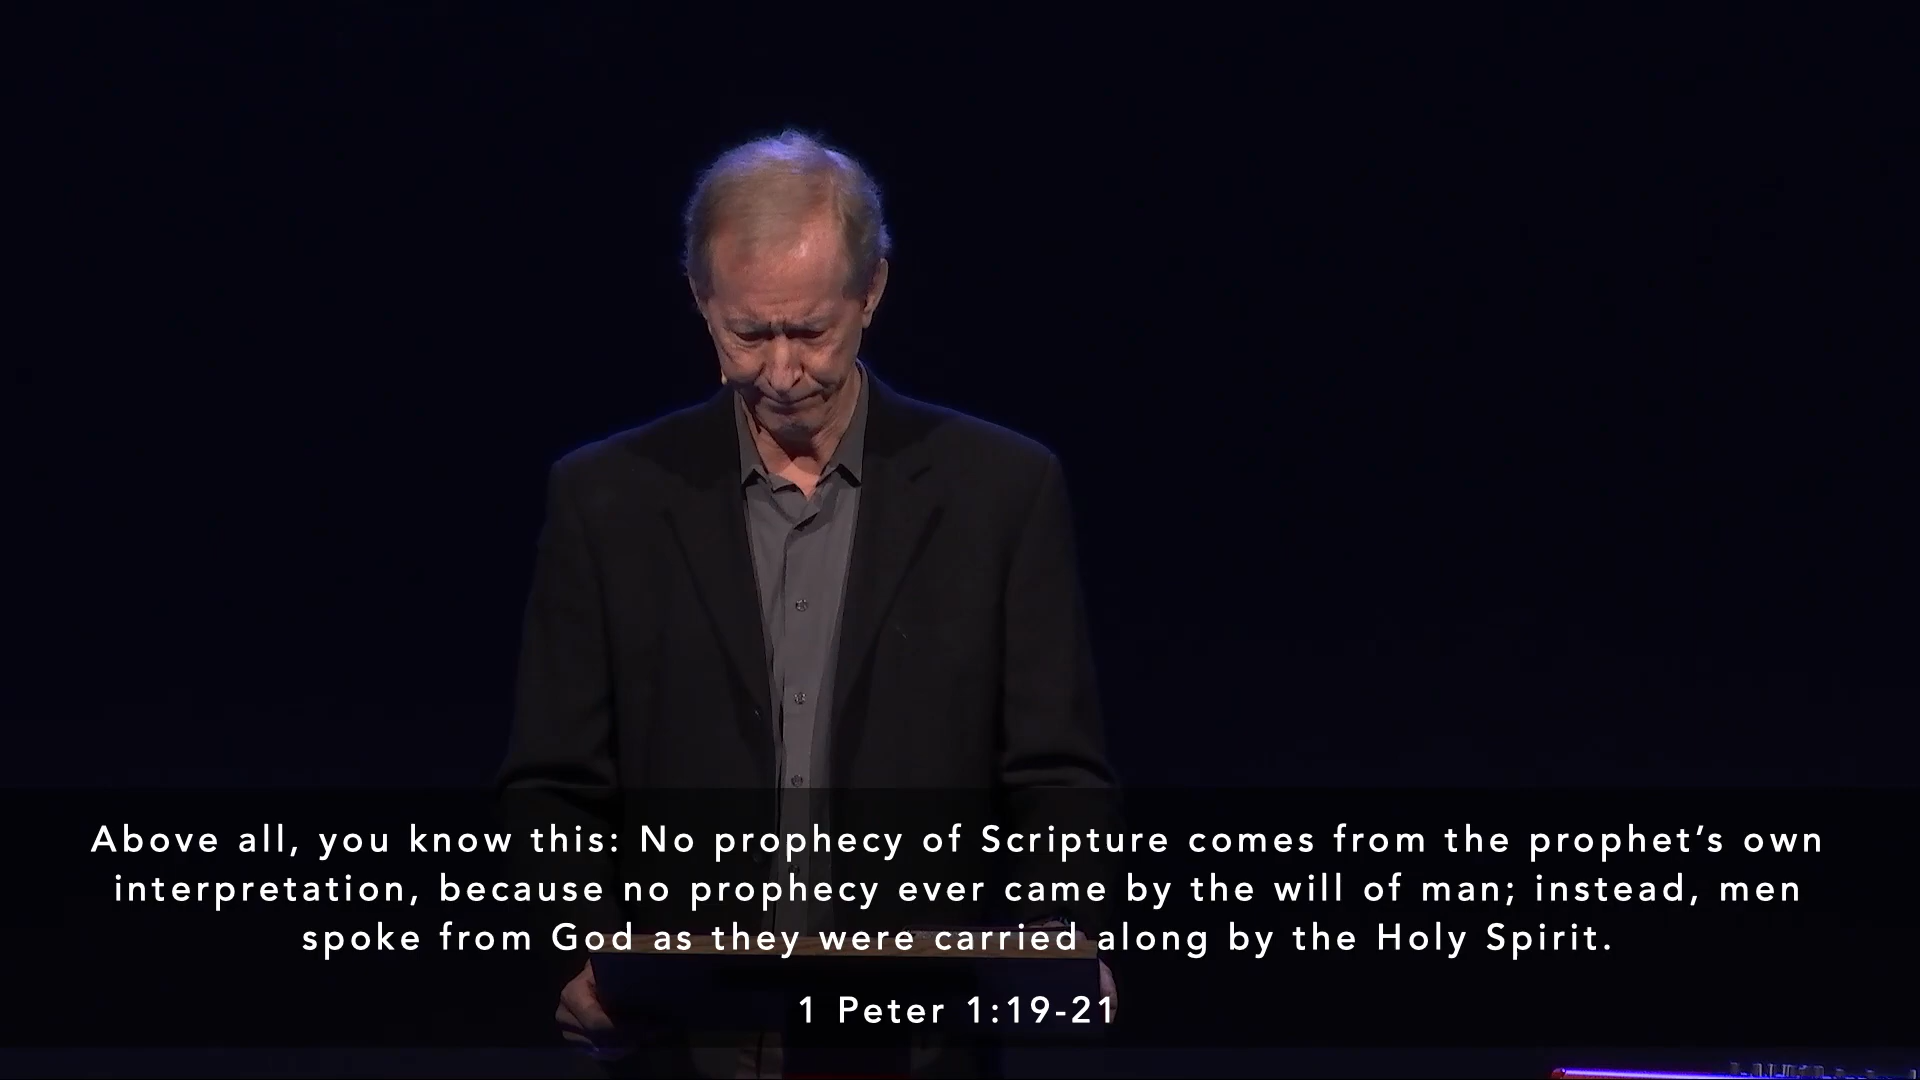 Above all, you know this: No prophecy of Scripture comes from the prophet’s own
interpretation, because no prophecy ever came by the will of man; instead, men
spoke from God as they were carried along by the Holy Spirit.
1 Peter 1:19-21